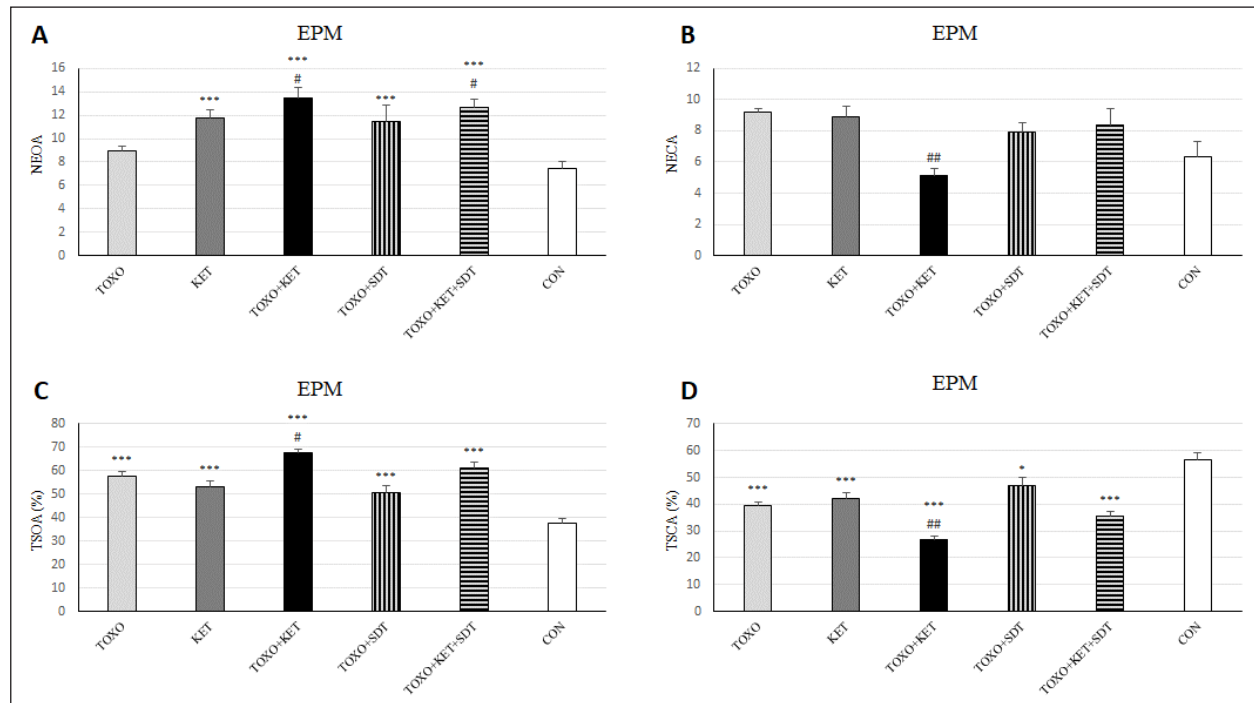 A
EPM
***
***
#
***
***
#
NEOA
16
14
12
10
8
6
4
2
0
TOXO
KET
TOXO+KET
TOXO+SDT
TOXO+KET+SDT
CON
B
EPM
##
NECA
12
10
8
6
4
2
0
TOXO
KET
TOXO+KET
TOXO+SDT
TOXO+KET+SDT
CON
C
EPM
***
***
***
#
***
***
TSOA (%)
80
70
60
50
40
30
20
10
0
TOXO
KET
TOXO+KET
TOXO+SDT
TOXO+KET+SDT
CON
D
EPM
***
***
***
##
*
***
TSCA (%)
70
60
50
40
30
20
10
0
TOXO
KET
TOXO+KET
TOXO+SDT
TOXO+KET+SDT
CON